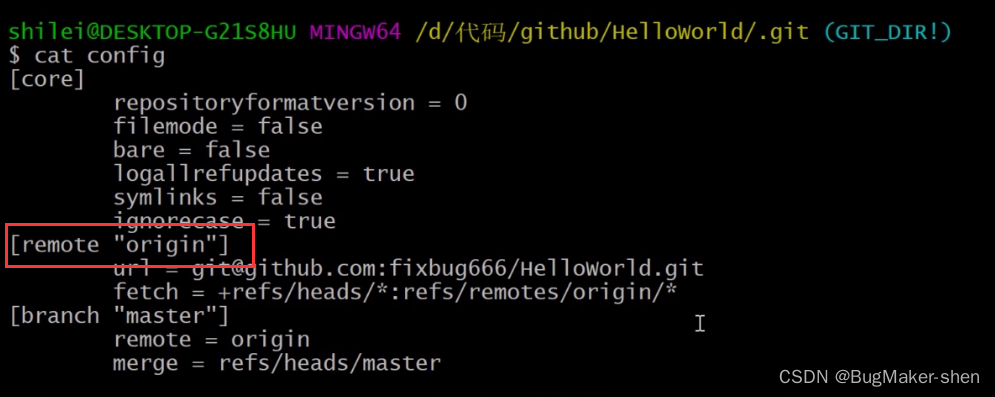 shilei@DESKTOP-G21S8HU MINGW64 /d/代码/github/HelloWorld/.git (GIT_DIR!)
$ cat config
[core]
repositoryformatversion = 0
filemode = false
bare = false
logallrefupdates = true
symlinks = false
ignorecase = true
[remote "origin"]
url = git@github.com:fixbug666/HelloWorld.git
fetch = +refs/heads/*:refs/remotes/origin/*
[branch "master"]
remote = origin
merge = refs/heads/master
CSDN @BugMaker-shen